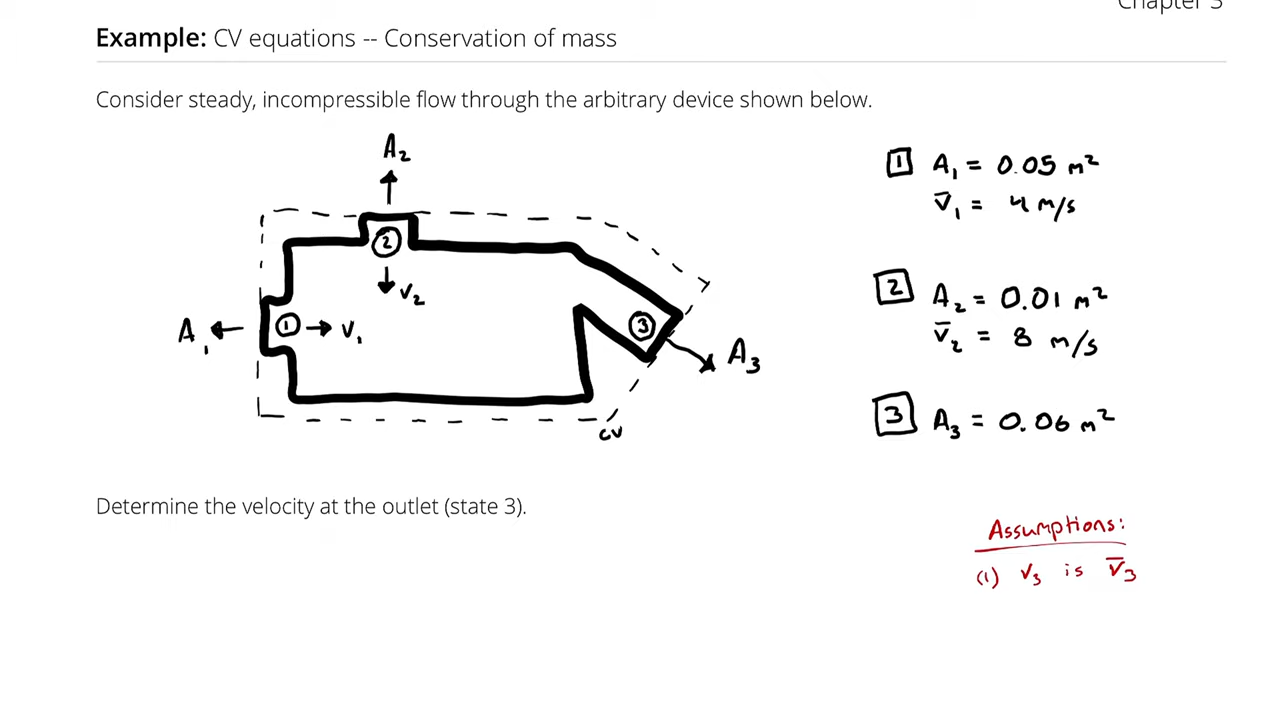 Chapter 3
Example: CV equations -- Conservation of mass
Consider steady, incompressible flow through the arbitrary device shown below.
A₂
2
V₂
A₁
1
V₁
3
A₃
CV
1 A₁ = 0.05 m²
V̄₁ = 4 m/s
2 A₂ = 0.01 m²
V̄₂ = 8 m/s
3 A₃ = 0.06 m²
Determine the velocity at the outlet (state 3).
Assumptions:
(1) V₃ is V̄₃